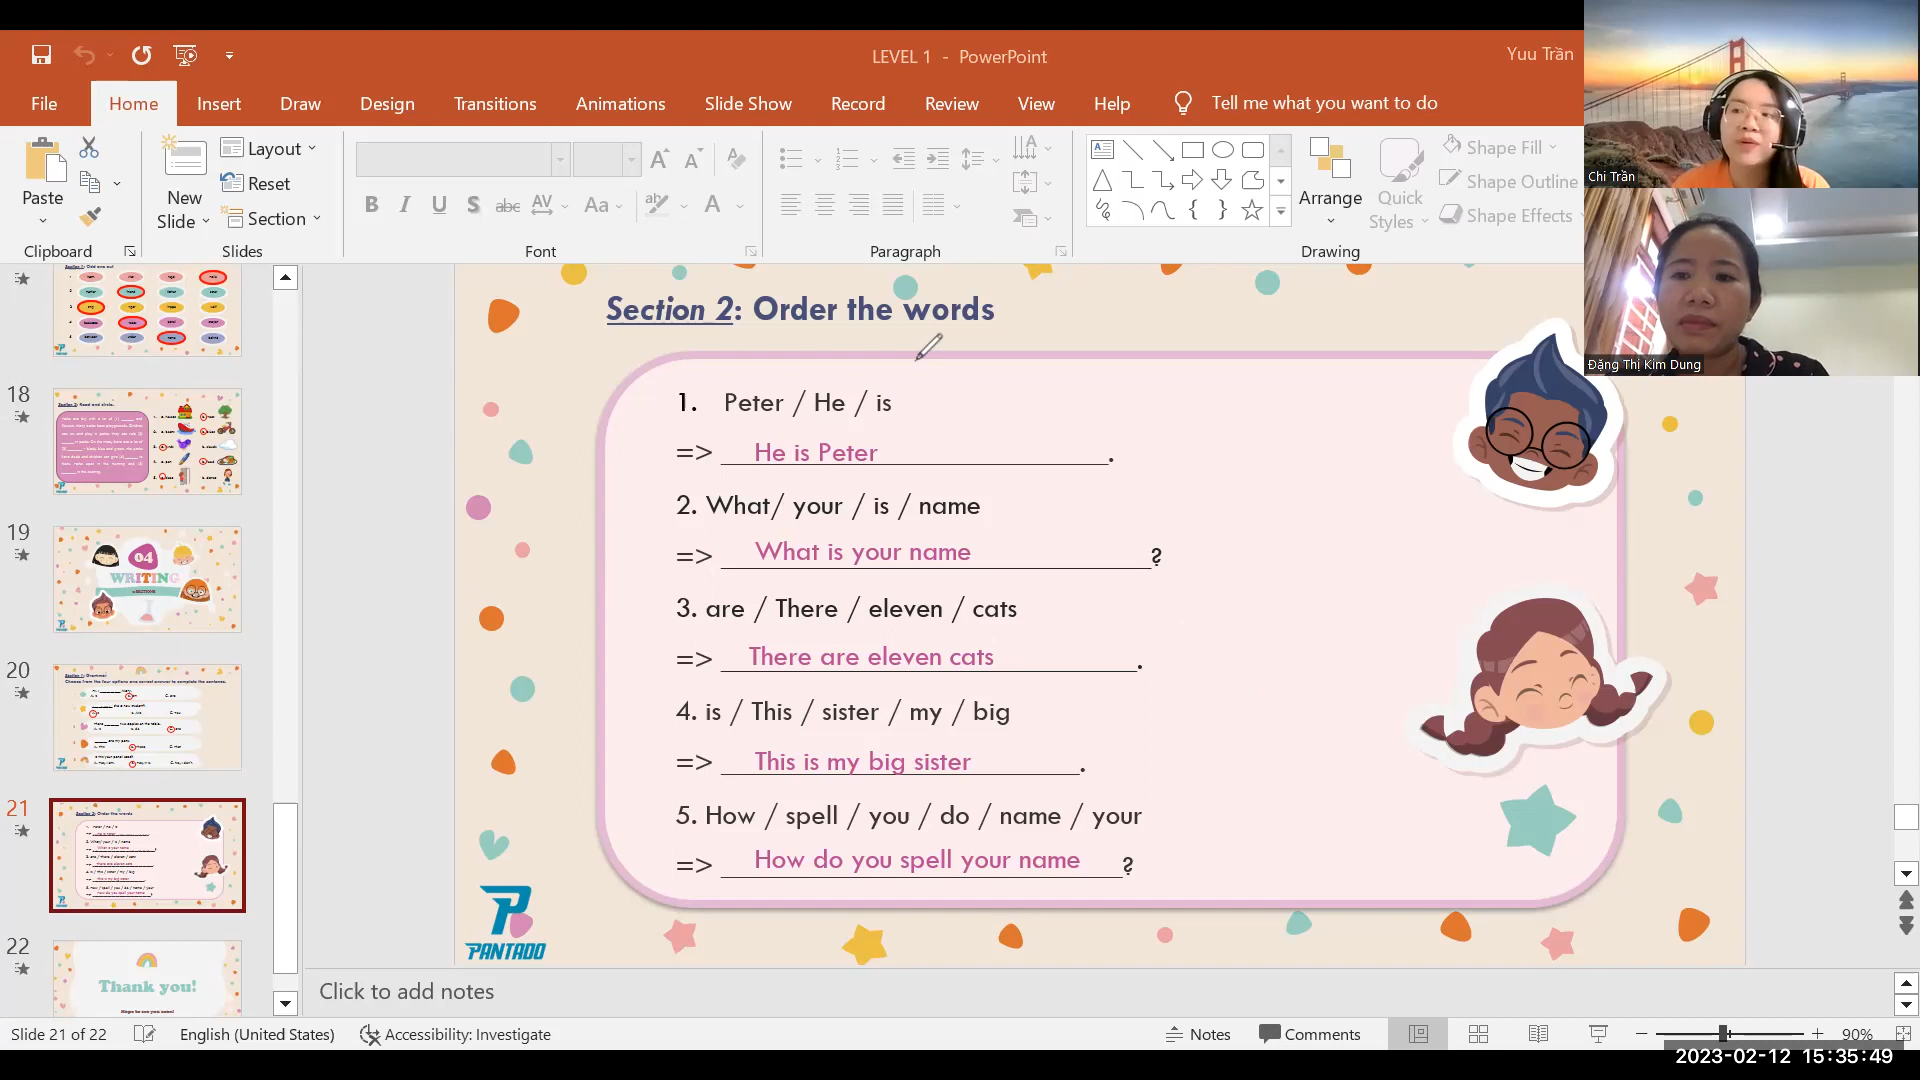 LEVEL 1 - PowerPoint
Yuu Trần
File
Home
Insert
Draw
Design
Transitions
Animations
Slide Show
Record
Review
View
Help
Tell me what you want to do
Paste
Clipboard
New
Slide
Layout
Reset
Section
Slides
B I U S abc AV Aa A
Font
Paragraph
Arrange
Quick
Styles
Shape Fill
Shape Outline
Shape Effects
Drawing
Chi Trần
Đặng Thị Kim Dung
18
19
04
WRITING
20
21
22
Thank you!
Section 2: Order the words
1. Peter / He / is
=> He is Peter.
2. What/ your / is / name
=> What is your name?
3. are / There / eleven / cats
=> There are eleven cats.
4. is / This / sister / my / big
=> This is my big sister.
5. How / spell / you / do / name / your
=> How do you spell your name?
PANTADO
Click to add notes
Slide 21 of 22
English (United States)
Accessibility: Investigate
Notes
Comments
90%
2023-02-12 15:35:49